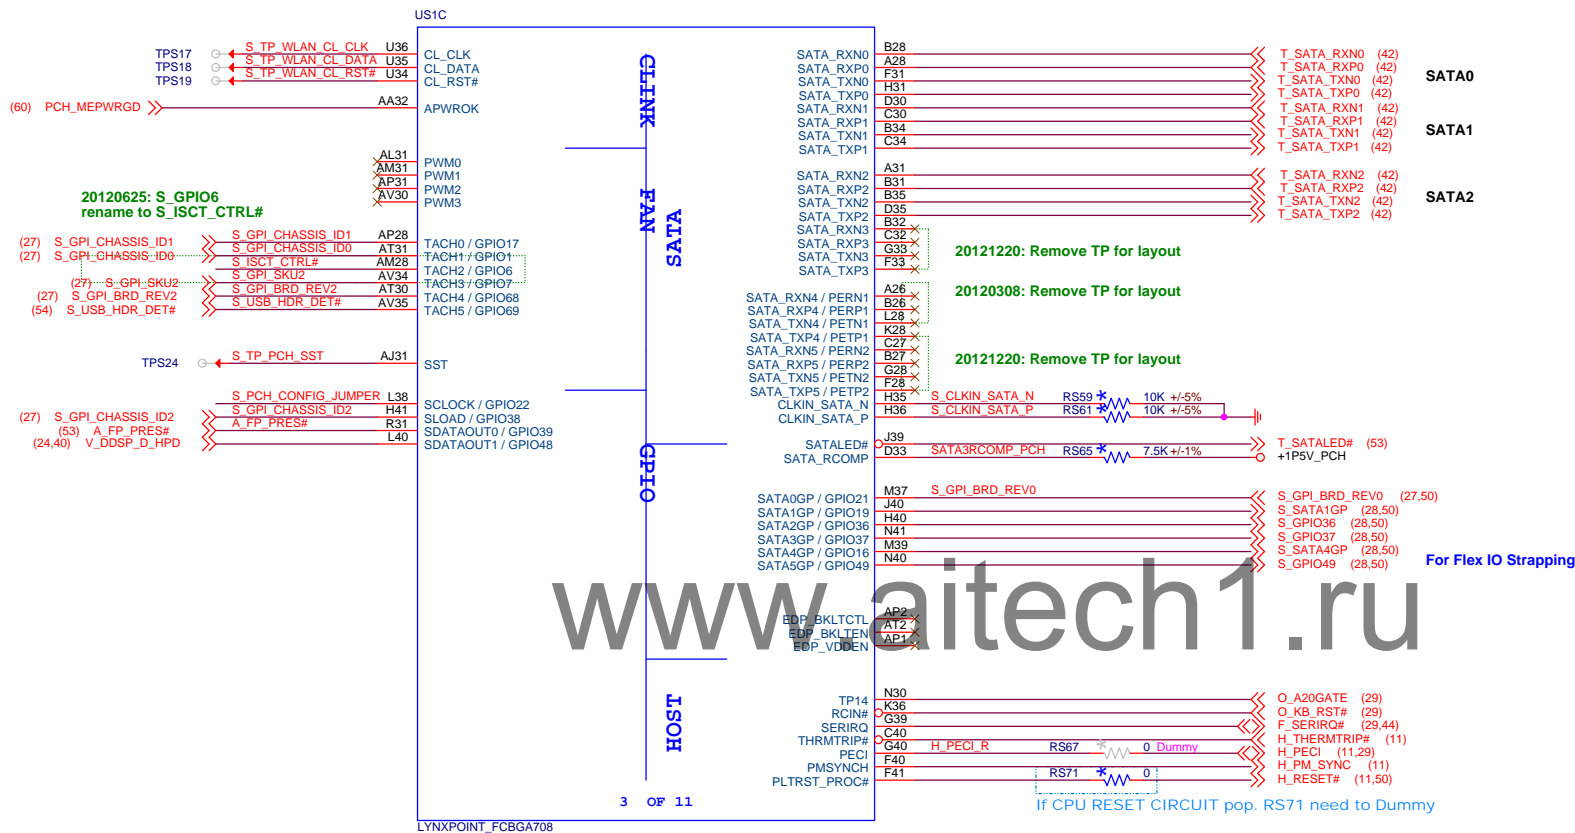 US1C
TPS17 S_TP_WLAN_CL_CLK U36 CL_CLK
TPS18 S_TP_WLAN_CL_DATA U35 CL_DATA
TPS19 S_TP_WLAN_CL_RST# U34 CL_RST#
(60) PCH_MEPWRGD AA32 APWROK
AL31 PWM0
AM31 PWM1
AP31 PWM2
AV30 PWM3
20120625: S_GPIO6
rename to S_ISCT_CTRL#
(27) S_GPI_CHASSIS_ID1 S_GPI_CHASSIS_ID1 AP28 TACH0 / GPIO17
(27) S_GPI_CHASSIS_ID0 S_GPI_CHASSIS_ID0 AT31 TACH1 / GPIO1
S_ISCT_CTRL# AM28 TACH2 / GPIO6
(27) S_GPI_SKU2 S_GPI_SKU2 AV34 TACH3 / GPIO7
(27) S_GPI_BRD_REV2 S_GPI_BRD_REV2 AT30 TACH4 / GPIO68
(54) S_USB_HDR_DET# S_USB_HDR_DET# AV35 TACH5 / GPIO69
TPS24 S_TP_PCH_SST AJ31 SST
S_PCH_CONFIG_JUMPER L38 SCLOCK / GPIO22
(27) S_GPI_CHASSIS_ID2 S_GPI_CHASSIS_ID2 H41 SLOAD / GPIO38
(53) A_FP_PRES# A_FP_PRES# R31 SDATAOUT0 / GPIO39
(24,40) V_DDSP_D_HPD L40 SDATAOUT1 / GPIO48
CLINK
FAN
SATA
GPIO
HOST
3 OF 11
LYNXPOINT_FCBGA708
SATA_RXN0 B28 T_SATA_RXN0 (42)
SATA_RXP0 A28 T_SATA_RXP0 (42)
SATA_TXN0 F31 T_SATA_TXN0 (42)
SATA_TXP0 H31 T_SATA_TXP0 (42)
SATA0
SATA_RXN1 D30 T_SATA_RXN1 (42)
SATA_RXP1 C30 T_SATA_RXP1 (42)
SATA_TXN1 B34 T_SATA_TXN1 (42)
SATA_TXP1 C34 T_SATA_TXP1 (42)
SATA1
SATA_RXN2 A31 T_SATA_RXN2 (42)
SATA_RXP2 B31 T_SATA_RXP2 (42)
SATA_TXN2 B35 T_SATA_TXN2 (42)
SATA_TXP2 D35 T_SATA_TXP2 (42)
SATA2
SATA_RXN3 B32
SATA_RXP3 C32
SATA_TXN3 G33
SATA_TXP3 F33
20121220: Remove TP for layout
SATA_RXN4 / PERN1 A26
SATA_RXP4 / PERP1 B26
SATA_TXN4 / PETN1 L28
SATA_TXP4 / PETP1 K28
20120308: Remove TP for layout
SATA_RXN5 / PERN2 C27
SATA_RXP5 / PERP2 B27
SATA_TXN5 / PETN2 G28
SATA_TXP5 / PETP2 F28
20121220: Remove TP for layout
CLKIN_SATA_N H35 S_CLKIN_SATA_N RS59 * 10K +/-5%
CLKIN_SATA_P H36 S_CLKIN_SATA_P RS61 * 10K +/-5%
SATALED# J39 T_SATALED# (53)
SATA_RCOMP D33 SATA3RCOMP_PCH RS65 * 7.5K +/-1% +1P5V_PCH
SATA0GP / GPIO21 M37 S_GPI_BRD_REV0 S_GPI_BRD_REV0 (27,50)
SATA1GP / GPIO19 J40 S_SATA1GP (28,50)
SATA2GP / GPIO36 H40 S_GPIO36 (28,50)
SATA3GP / GPIO37 N41 S_GPIO37 (28,50)
SATA4GP / GPIO16 M39 S_SATA4GP (28,50)
SATA5GP / GPIO49 N40 S_GPIO49 (28,50)
For Flex IO Strapping
www.aitech1.ru
EDP_BKLTCTL AP2
EDP_BKLTEN AT2
EDP_VDDEN AP1
TP14 N30 O_A20GATE (29)
RCIN# K36 O_KB_RST# (29)
SERIRQ G39 F_SERIRQ# (29,44)
THRMTRIP# C40 H_THERMTRIP# (11)
PECI G40 H_PECI_R RS67 * 0 Dummy H_PECI (11,29)
PMSYNCH F40 H_PM_SYNC (11)
PLTRST_PROC# F41 RS71 * 0 H_RESET# (11,50)
If CPU RESET CIRCUIT pop. RS71 need to Dummy